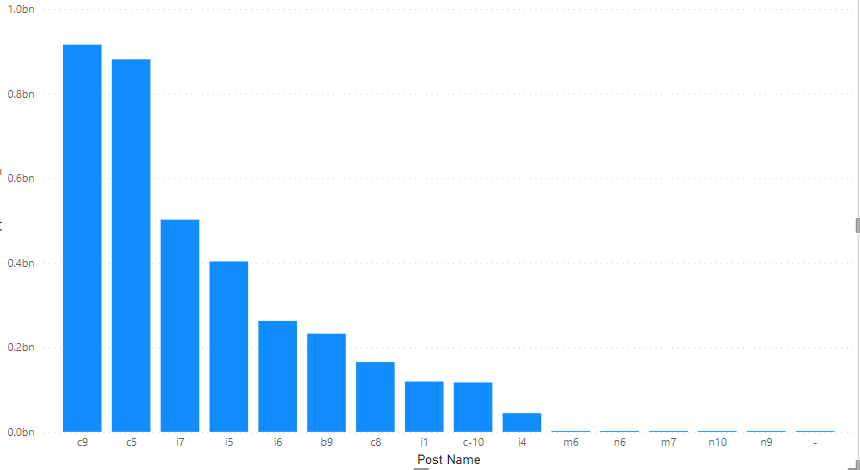 1.0bn
0.8bn
0.6bn
0.4bn
0.2bn
0.0bn
c9 c5 i7 i5 i6 b9 c8 i1 c-10 i4 m6 n6 m7 n10 n9 -
Post Name